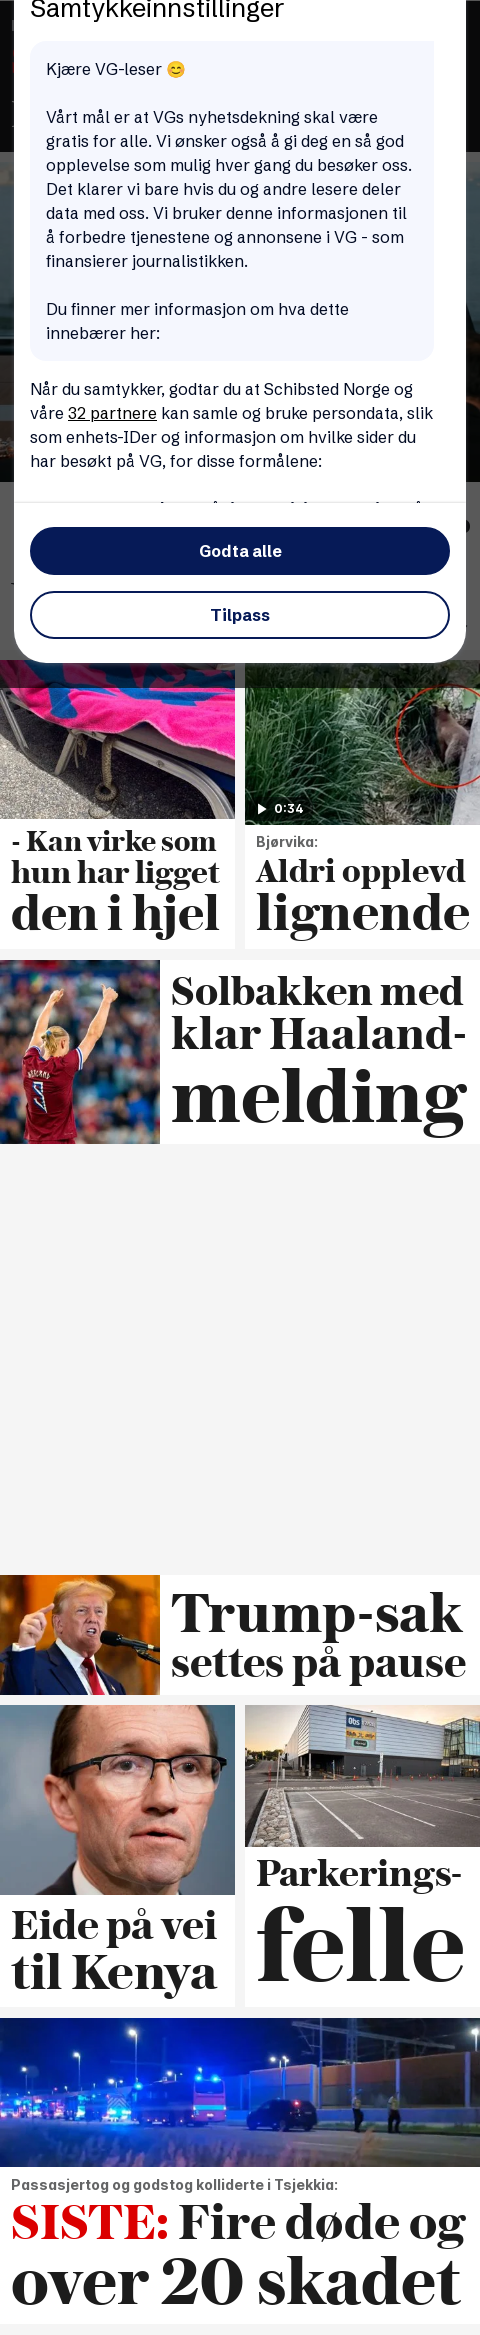 Samtykkeinnstillinger
Kjære VG-leser 😊
Vårt mål er at VGs nyhetsdekning skal være
gratis for alle. Vi ønsker også å gi deg en så god
opplevelse som mulig hver gang du besøker oss.
Det klarer vi bare hvis du og andre lesere deler
data med oss. Vi bruker denne informasjonen til
å forbedre tjenestene og annonsene i VG - som
finansierer journalistikken.
Du finner mer informasjon om hva dette
innebærer her:
Når du samtykker, godtar du at Schibsted Norge og
våre 32 partnere kan samle og bruke persondata, slik
som enhets-IDer og informasjon om hvilke sider du
har besøkt på VG, for disse formålene:
Godta alle
Tilpass
0:34
- Kan virke som
hun har ligget
den i hjel
Bjørvika:
Aldri opplevd
lignende
Solbakken med
klar Haaland-
melding
Trump-sak
settes på pause
Eide på vei
til Kenya
Obs
Parkerings-
felle
Passasjertog og godstog kolliderte i Tsjekkia:
SISTE: Fire døde og
over 20 skadet